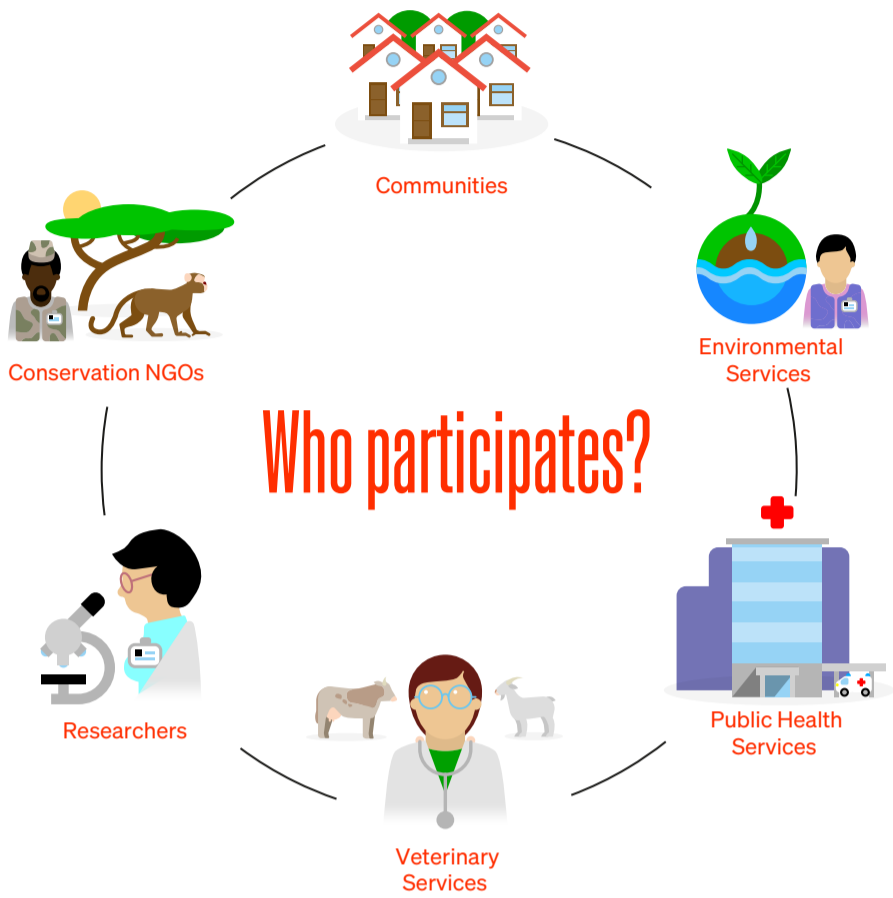 Communities
Environmental
Services
Conservation NGOs
Who participates?
Public Health
Services
Researchers
Veterinary
Services